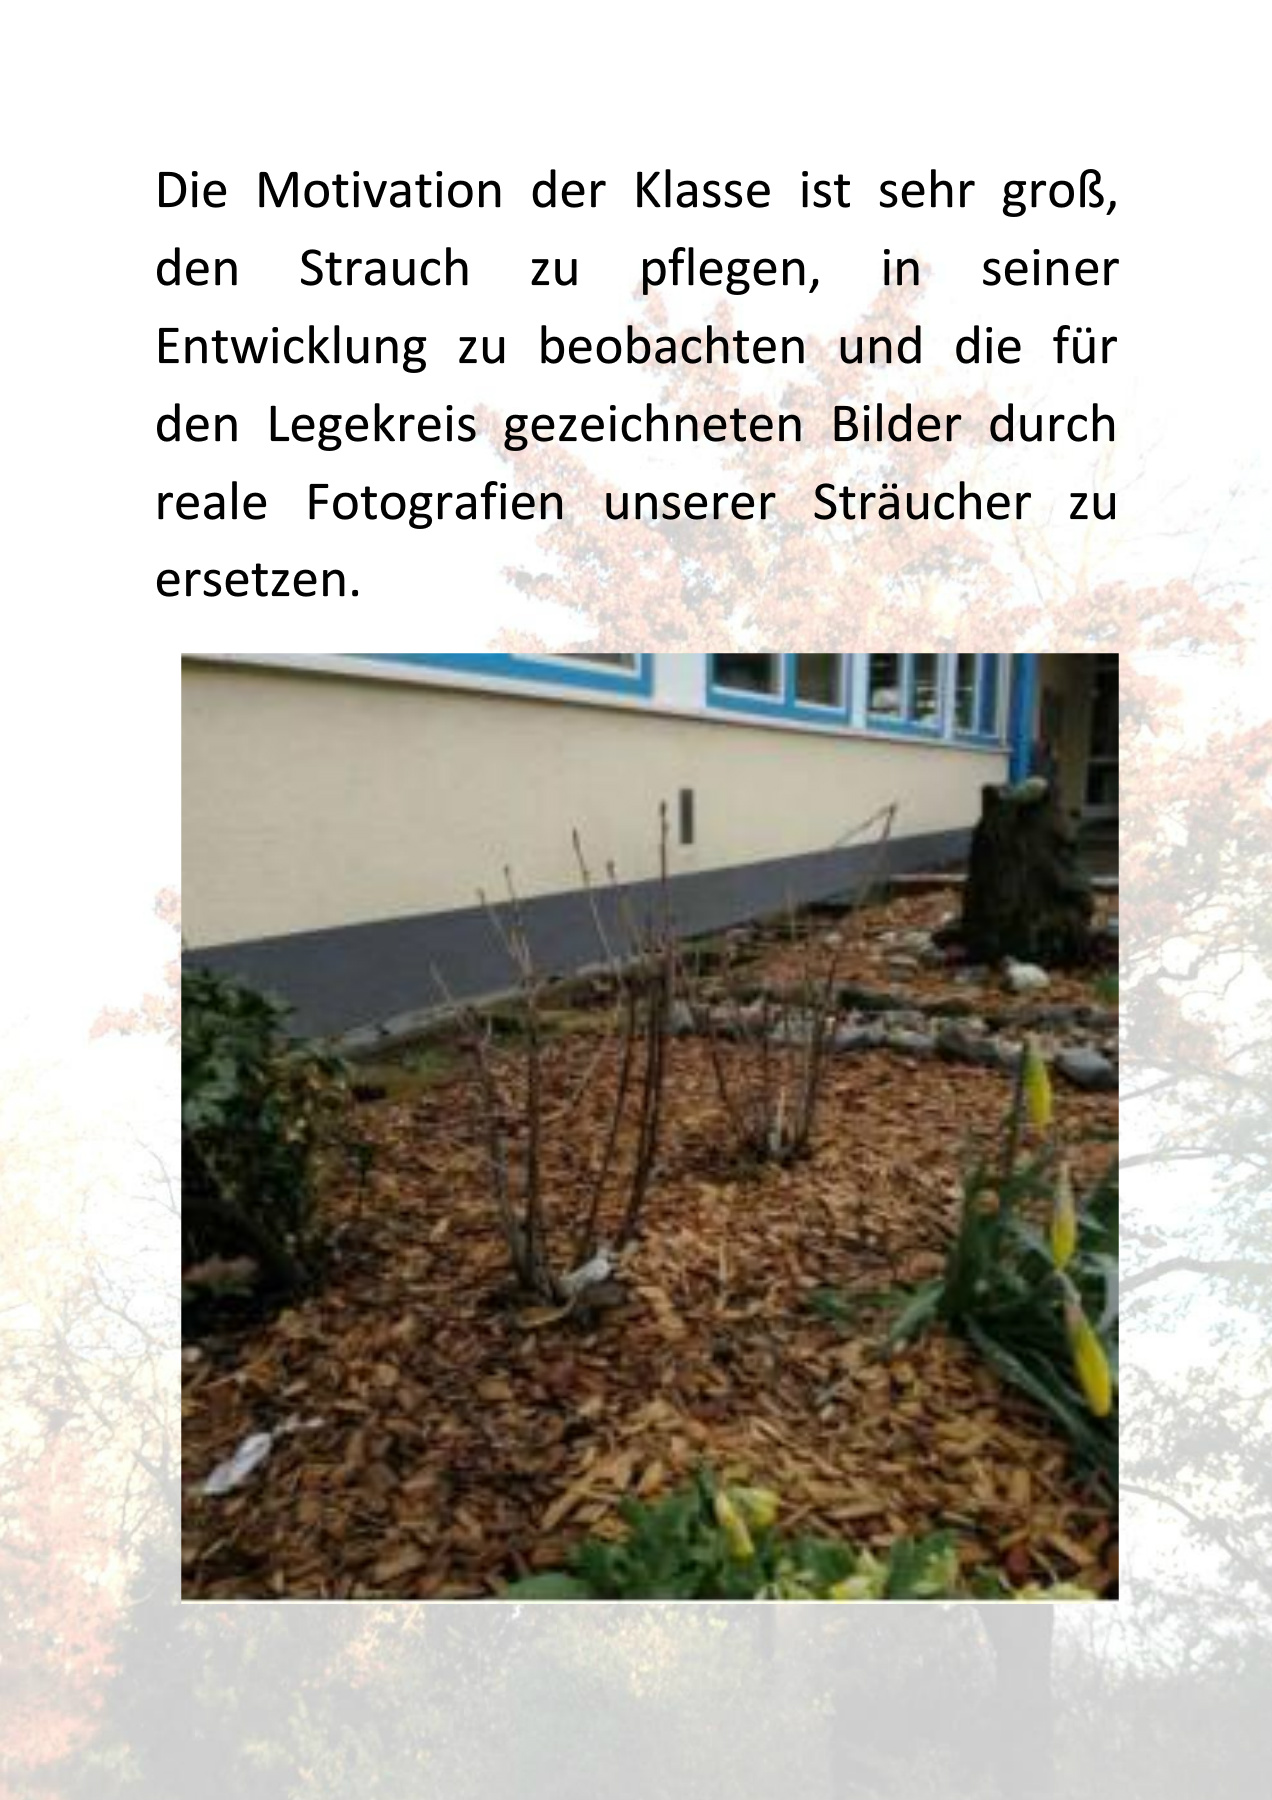 Die Motivation der Klasse ist sehr groß,
den Strauch zu pflegen, in seiner
Entwicklung zu beobachten und die für
den Legekreis gezeichneten Bilder durch
reale Fotografien unserer Sträucher zu
ersetzen.